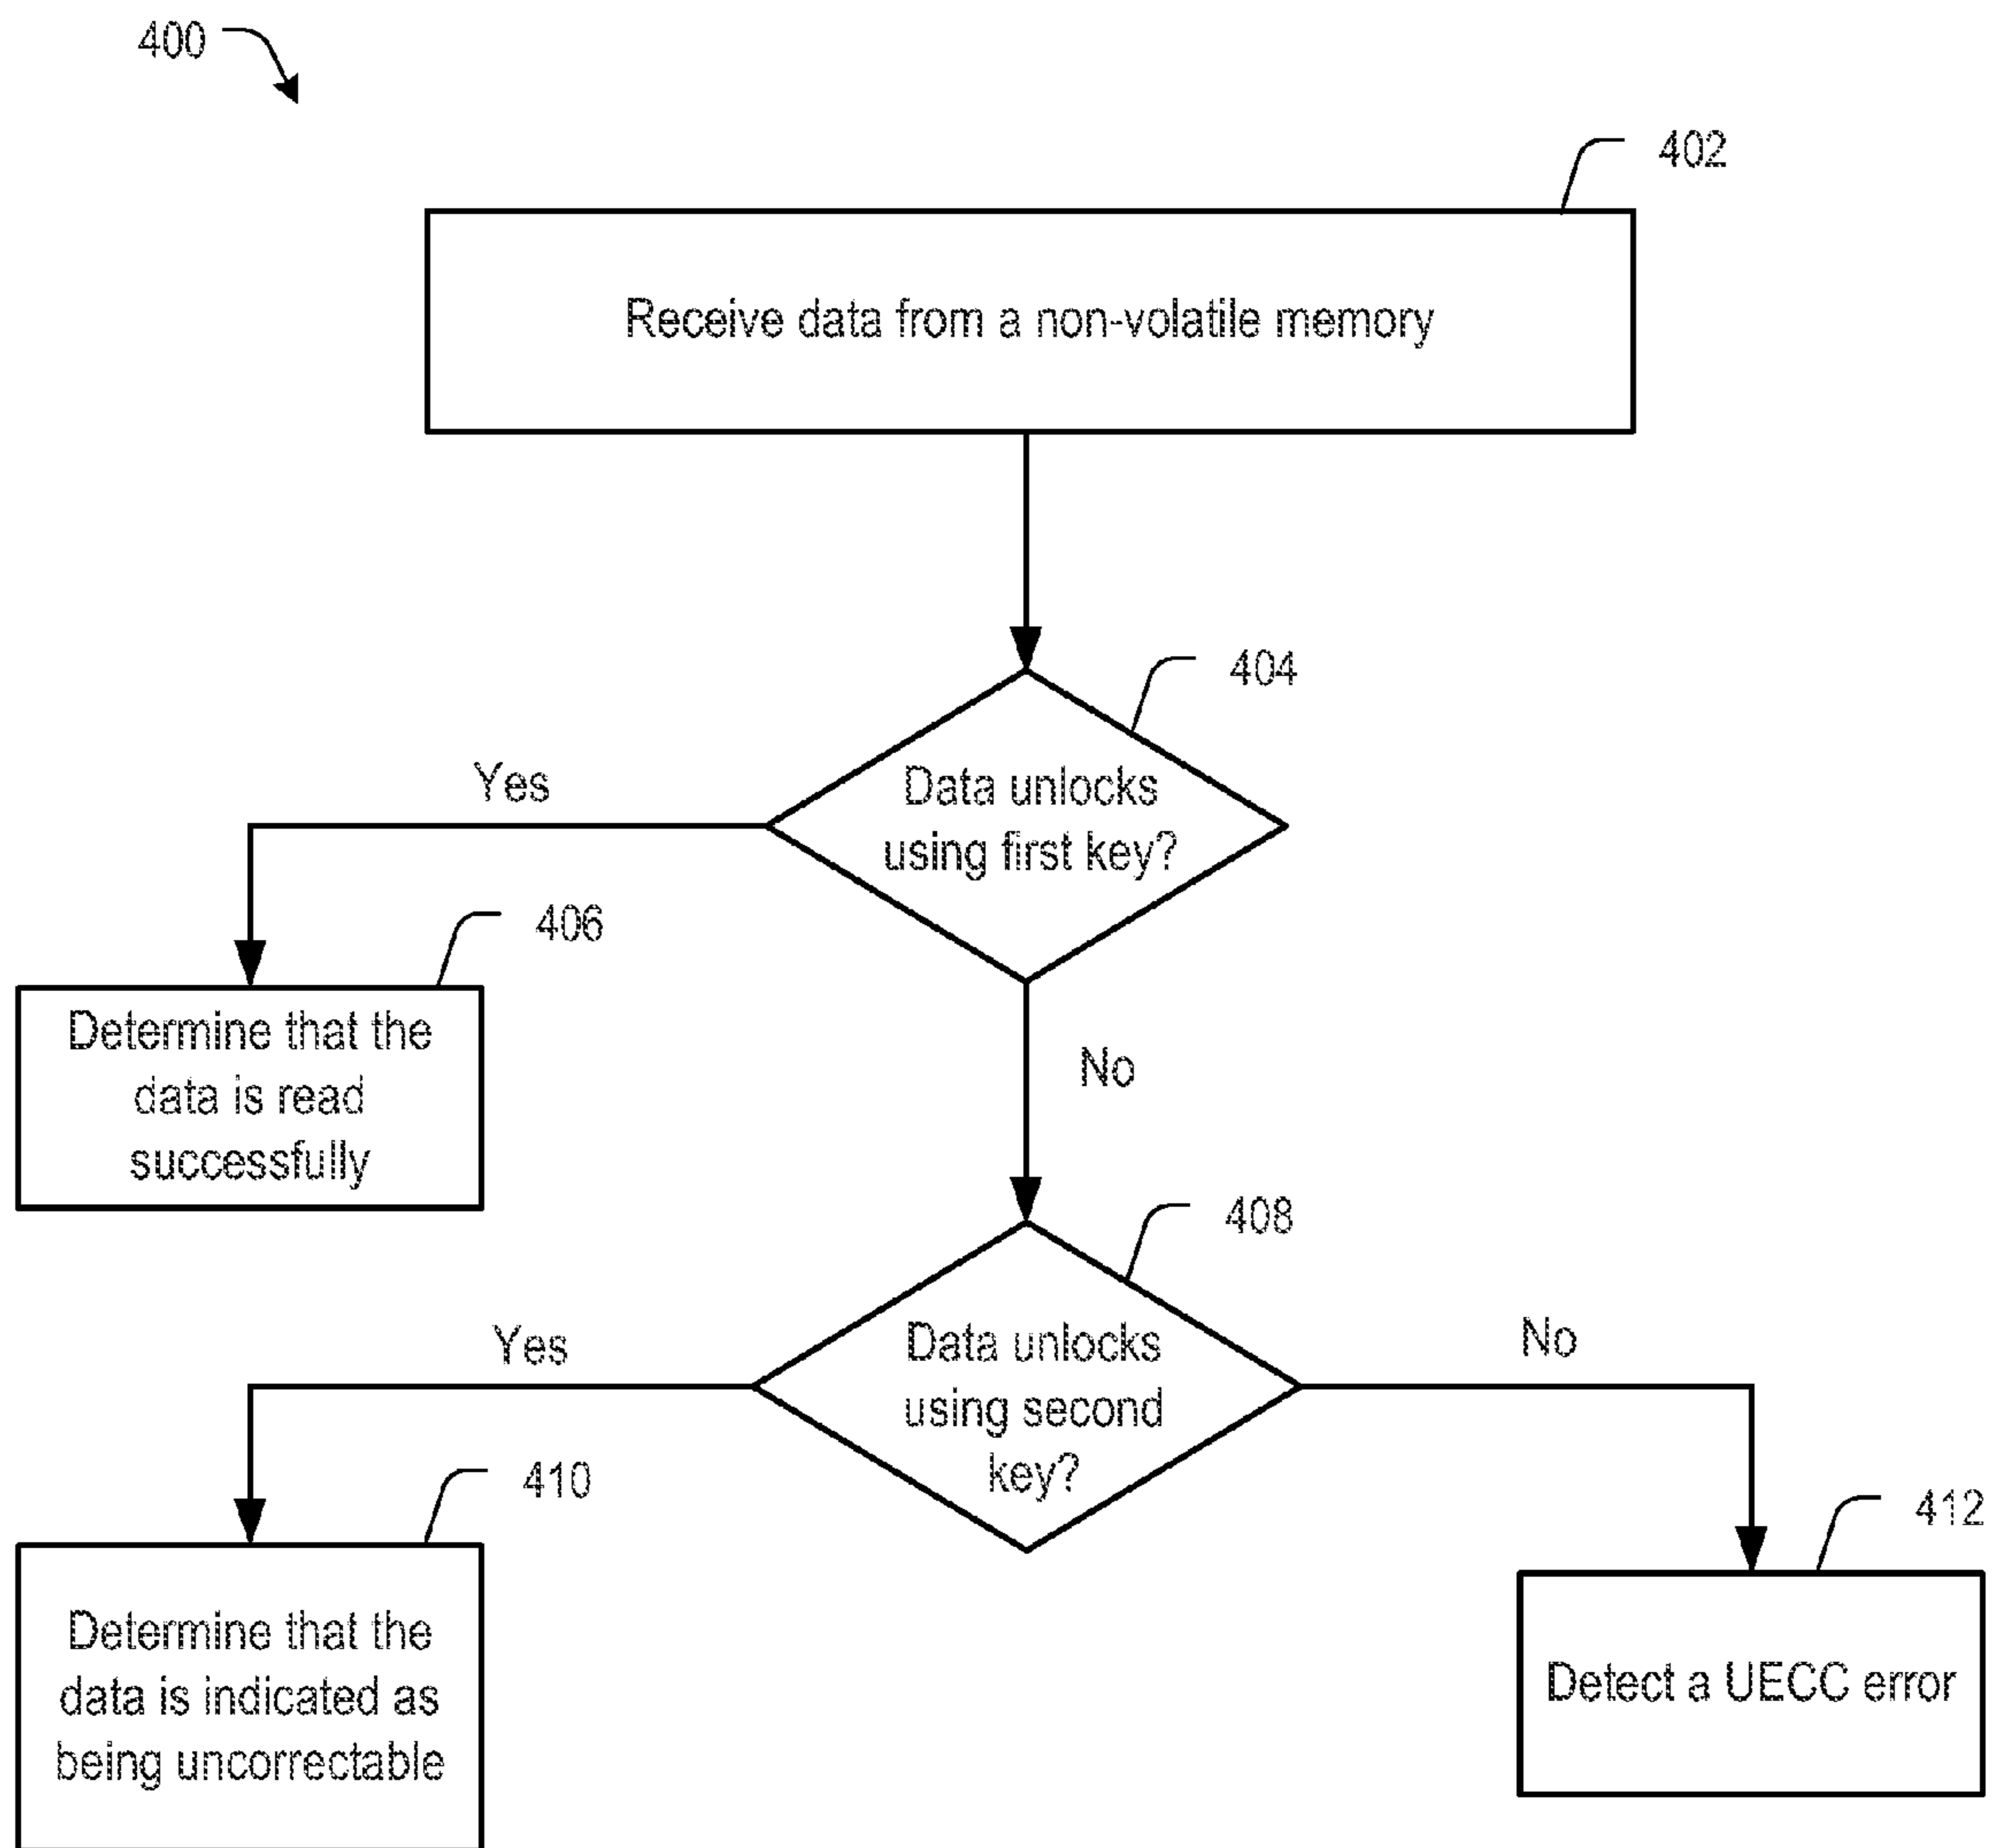 400
402
Receive data from a non-volatile memory
404
Data unlocks
using first key?
Yes
406
Determine that the
data is read
successfully
No
408
Data unlocks
using second
key?
Yes
No
410
Determine that the
data is indicated as
being uncorrectable
412
Detect a UECC error